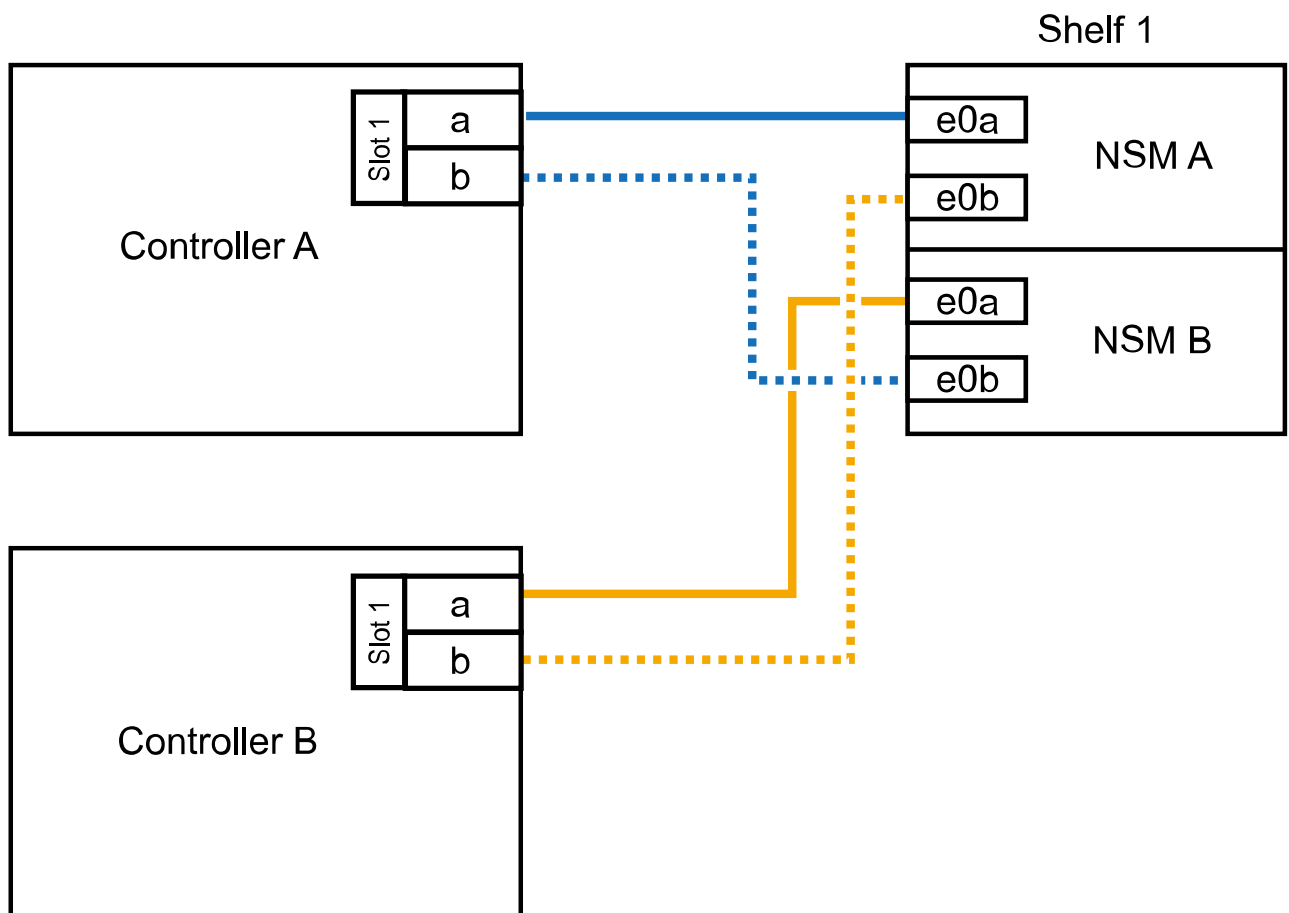 Shelf 1
Slot 1
a
b
Controller A
e0a
e0b
NSM A
e0a
e0b
NSM B
Slot 1
a
b
Controller B